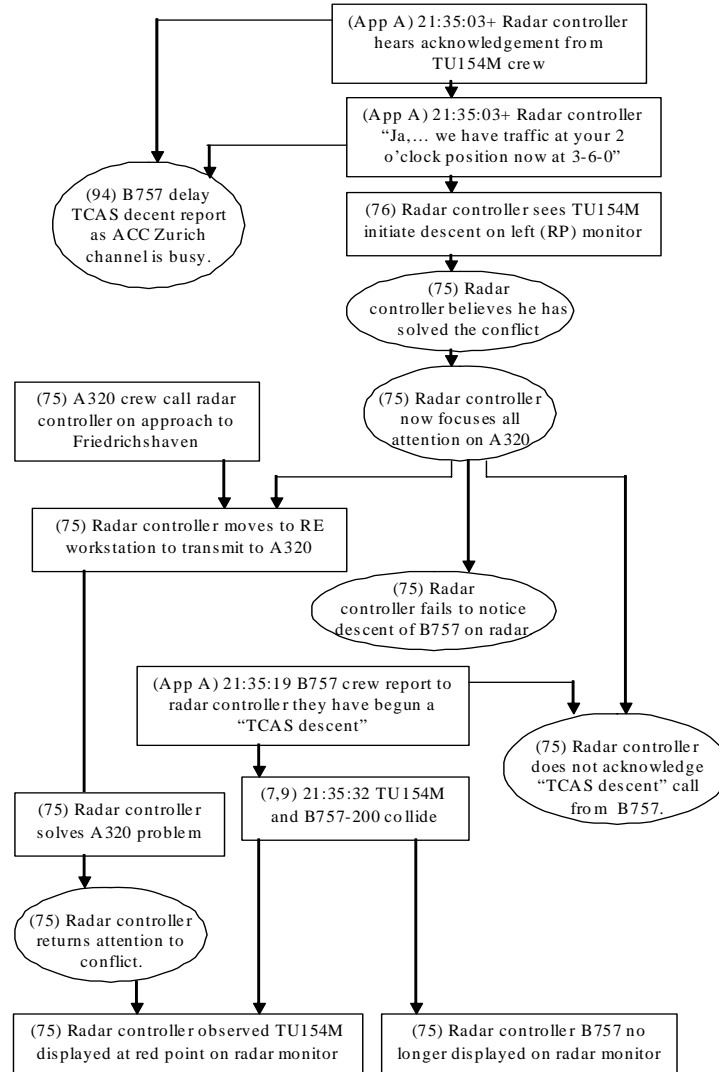 (App A) 21:35:03+ Radar controller
hears acknowledgement from
TU154M crew
(App A) 21:35:03+ Radar controller
“Ja,… we have traffic at your 2
o’clock position now at 3-6-0”
(94) B757 delay
TCAS decent report
as ACC Zurich
channel is busy.
(76) Radar controller sees TU154M
initiate descent on left (RP) monitor
(75) Radar
controller believes he has
solved the conflict
(75) A320 crew call radar
controller on approach to
Friedrichshaven
(75) Radar controller
now focuses all
attention on A320
(75) Radar controller moves to RE
workstation to transmit to A320
(75) Radar
controller fails to notice
descent of B757 on radar.
(App A) 21:35:19 B757 crew report to
radar controller they have begun a
“TCAS descent”
(75) Radar controller
does not acknowledge
“TCAS descent” call
from B757.
(75) Radar controller
solves A320 problem
(7,9) 21:35:32 TU154M
and B757-200 collide
(75) Radar controller
returns attention to
conflict.
(75) Radar controller observed TU154M
displayed at red point on radar monitor
(75) Radar controller B757 no
longer displayed on radar monitor